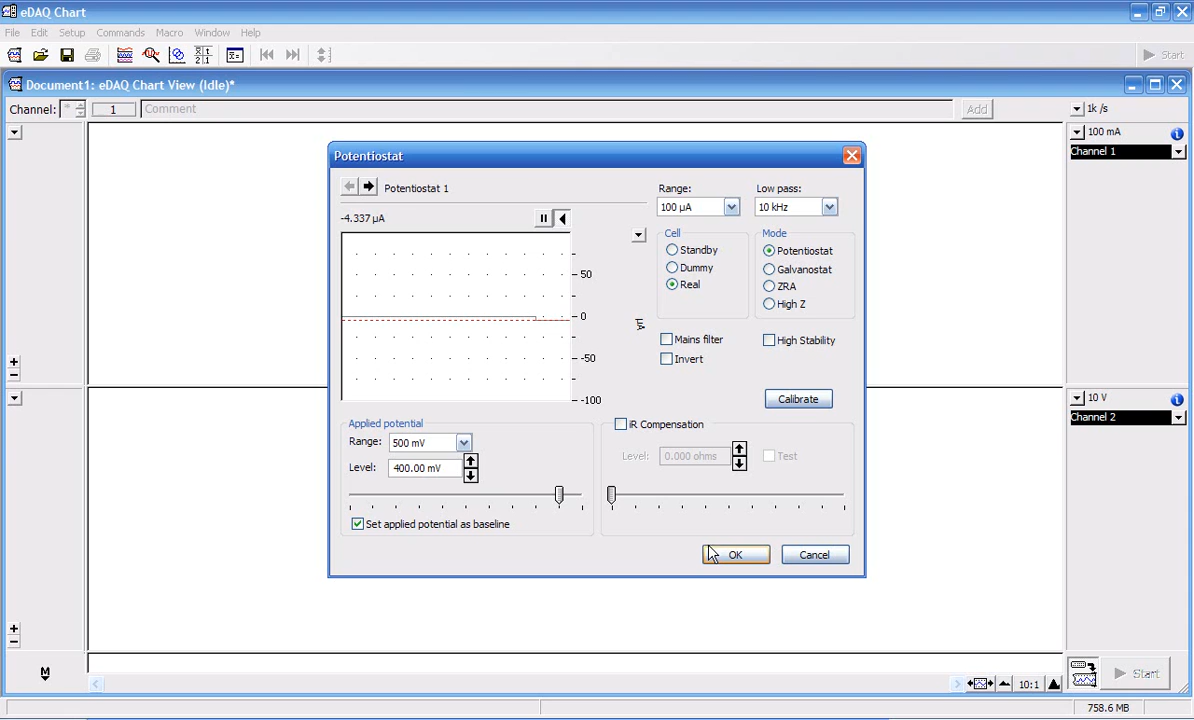 eDAQ Chart
File Edit Setup Commands Macro Window Help
Start
Document1: eDAQ Chart View (Idle)*
Channel: 1 Comment Add 1k /s
100 mA
Channel 1
Potentiostat
Potentiostat 1
Range: Low pass:
100 µA 10 kHz
-4.337 µA
Cell Mode
Standby Potentiostat
Dummy Galvanostat
Real ZRA
High Z
50
0
-50
-100
µA
Mains filter High Stability
Invert
Calibrate
10 V
Channel 2
Applied potential
Range: 500 mV
Level: 400.00 mV
Set applied potential as baseline
iR Compensation
Level: 0.000 ohms Test
OK Cancel
M
10:1
Start
758.6 MB